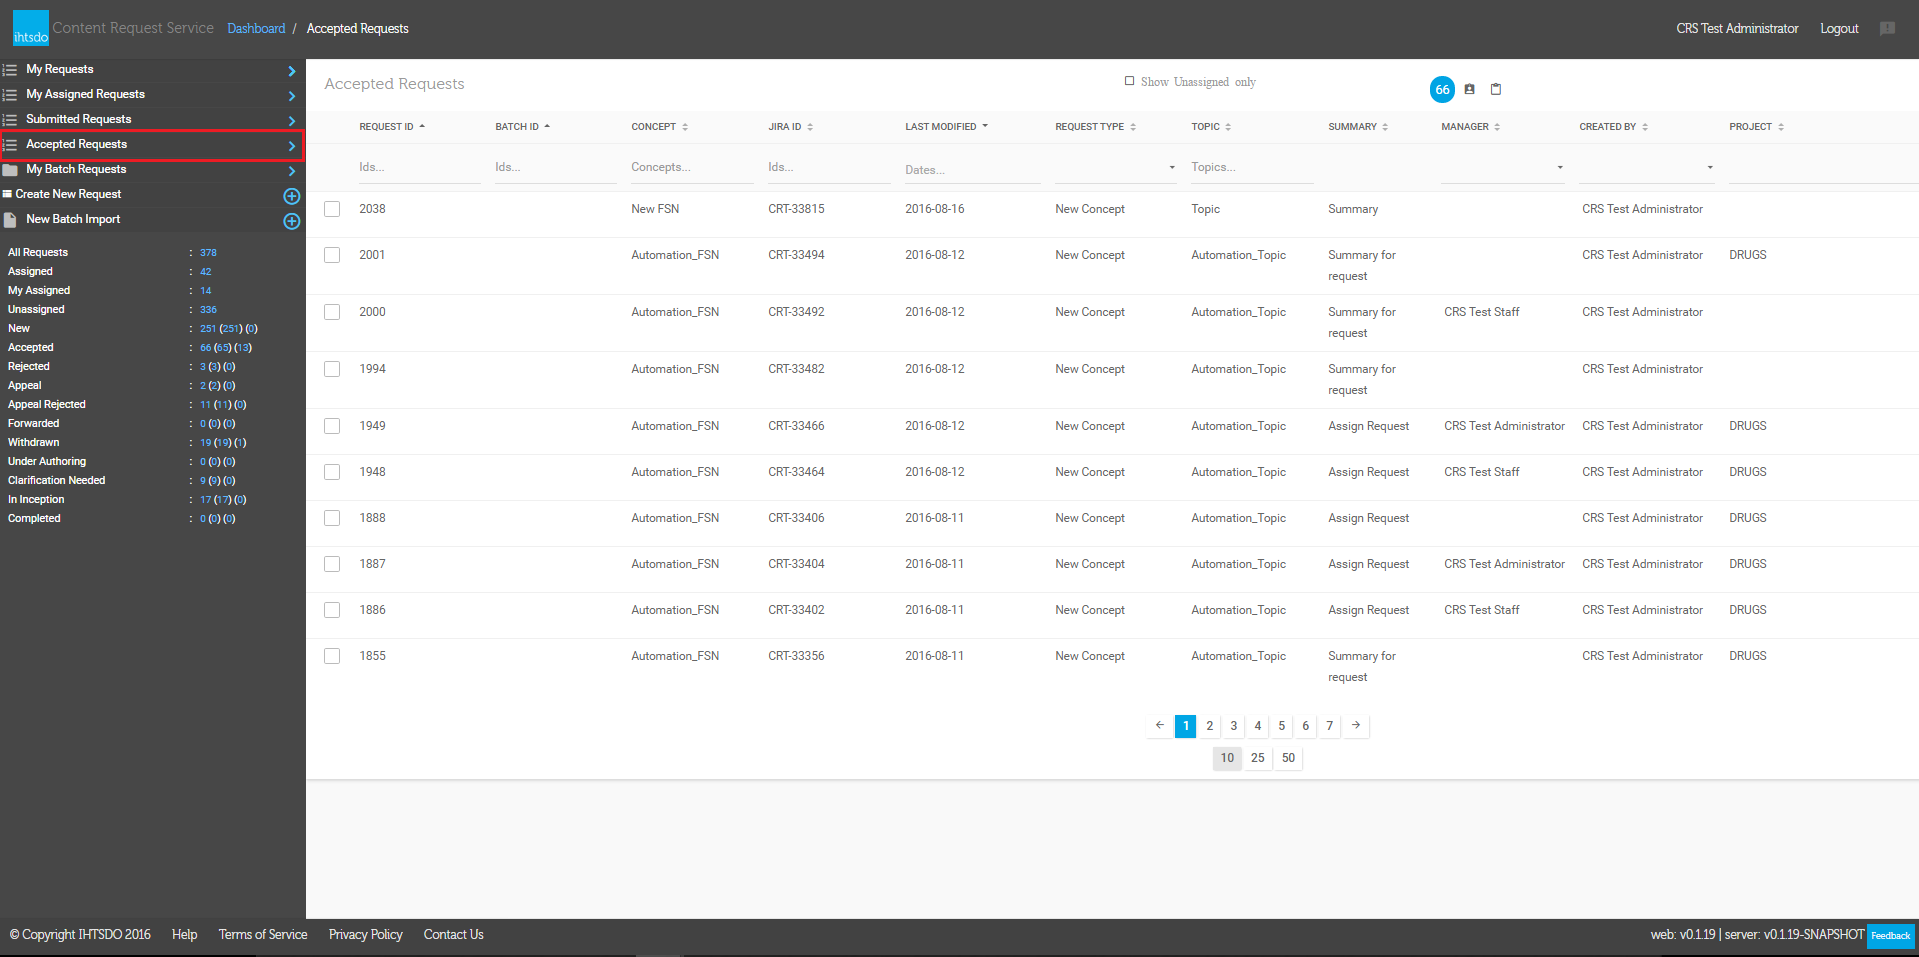 ihtsdo Content Request Service Dashboard / Accepted Requests CRS Test Administrator Logout
My Requests
My Assigned Requests
Submitted Requests
Accepted Requests
My Batch Requests
Create New Request
New Batch Import
All Requests : 378
Assigned : 42
My Assigned : 14
Unassigned : 336
New : 251 (251) (0)
Accepted : 66 (65) (13)
Rejected : 3 (3) (0)
Appeal : 2 (2) (0)
Appeal Rejected : 11 (11) (0)
Forwarded : 0 (0) (0)
Withdrawn : 19 (19) (1)
Under Authoring : 0 (0) (0)
Clarification Needed : 9 (9) (0)
In Inception : 17 (17) (0)
Completed : 0 (0) (0)
Accepted Requests Show Unassigned only 66
REQUEST ID BATCH ID CONCEPT JIRA ID LAST MODIFIED REQUEST TYPE TOPIC SUMMARY MANAGER CREATED BY PROJECT
Ids... Ids... Concepts... Ids... Dates... Topics...
2038 New FSN CRT-33815 2016-08-16 New Concept Topic Summary CRS Test Administrator
2001 Automation_FSN CRT-33494 2016-08-12 New Concept Automation_Topic Summary for CRS Test Administrator DRUGS
request
2000 Automation_FSN CRT-33492 2016-08-12 New Concept Automation_Topic Summary for CRS Test Staff CRS Test Administrator
request
1994 Automation_FSN CRT-33482 2016-08-12 New Concept Automation_Topic Summary for CRS Test Administrator
request
1949 Automation_FSN CRT-33466 2016-08-12 New Concept Automation_Topic Assign Request CRS Test Administrator CRS Test Administrator DRUGS
1948 Automation_FSN CRT-33464 2016-08-12 New Concept Automation_Topic Assign Request CRS Test Staff CRS Test Administrator DRUGS
1888 Automation_FSN CRT-33406 2016-08-11 New Concept Automation_Topic Assign Request CRS Test Administrator DRUGS
1887 Automation_FSN CRT-33404 2016-08-11 New Concept Automation_Topic Assign Request CRS Test Administrator CRS Test Administrator DRUGS
1886 Automation_FSN CRT-33402 2016-08-11 New Concept Automation_Topic Assign Request CRS Test Staff CRS Test Administrator DRUGS
1855 Automation_FSN CRT-33356 2016-08-11 New Concept Automation_Topic Summary for CRS Test Administrator DRUGS
request
1 2 3 4 5 6 7
10 25 50
© Copyright IHTSDO 2016 Help Terms of Service Privacy Policy Contact Us web: v0.1.19 | server: v0.1.19-SNAPSHOT Feedback